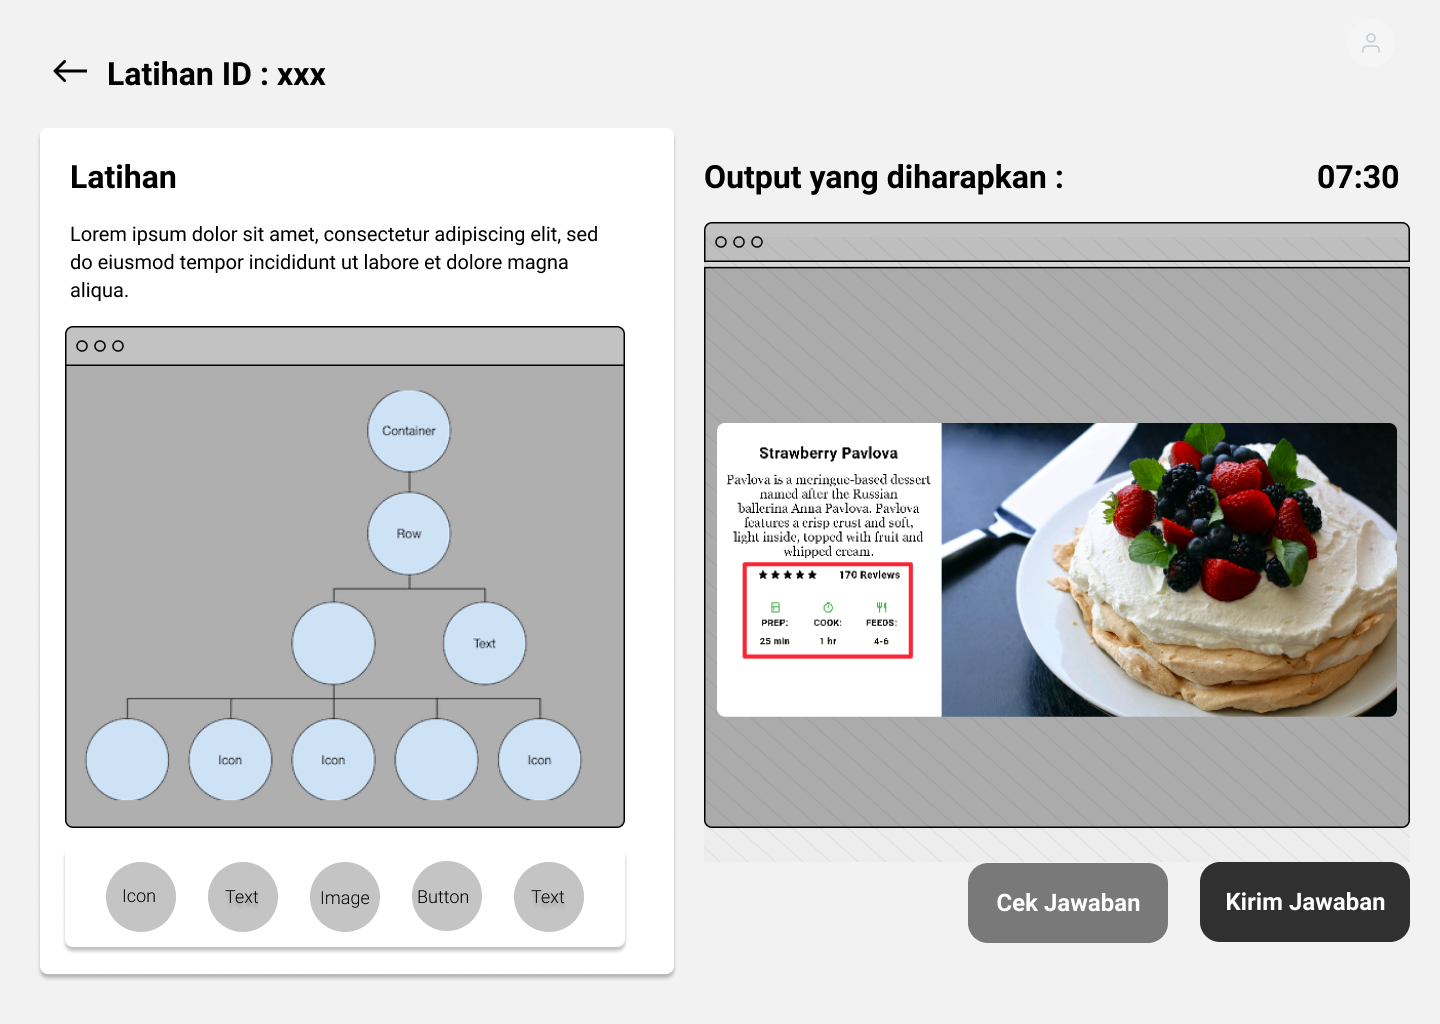 Latihan ID : xxx
Latihan
Lorem ipsum dolor sit amet, consectetur adipiscing elit, sed
do eiusmod tempor incididunt ut labore et dolore magna
aliqua.
Container
Row
Text
Icon
Icon
Icon
Icon
Text
Image
Button
Text
Output yang diharapkan :
07:30
Strawberry Pavlova
Pavlova is a meringue-based dessert
named after the Russian
ballerina Anna Pavlova. Pavlova
features a crisp crust and soft,
light inside, topped with fruit and
whipped cream.
170 Reviews
PREP: COOK: FEEDS:
25 min 1 hr 4-6
Cek Jawaban
Kirim Jawaban